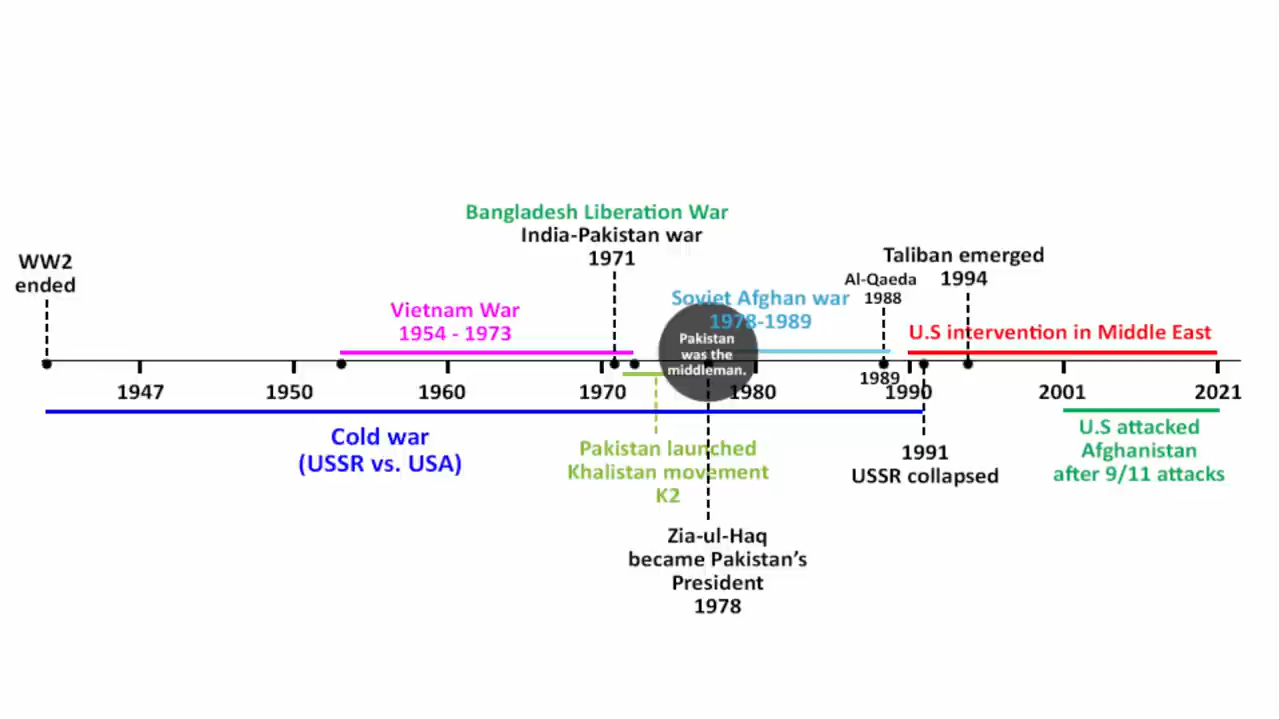 Bangladesh Liberation War
India-Pakistan war
1971
WW2
ended
Taliban emerged
1994
Al-Qaeda
1988
Soviet Afghan war
1978-1989
Vietnam War
1954 - 1973
U.S intervention in Middle East
Pakistan
was the
middleman.
1947
1950
1960
1970
1980
1989
1990
2001
2021
Cold war
(USSR vs. USA)
Pakistan launched
Khalistan movement
K2
1991
USSR collapsed
U.S attacked
Afghanistan
after 9/11 attacks
Zia-ul-Haq
became Pakistan’s
President
1978